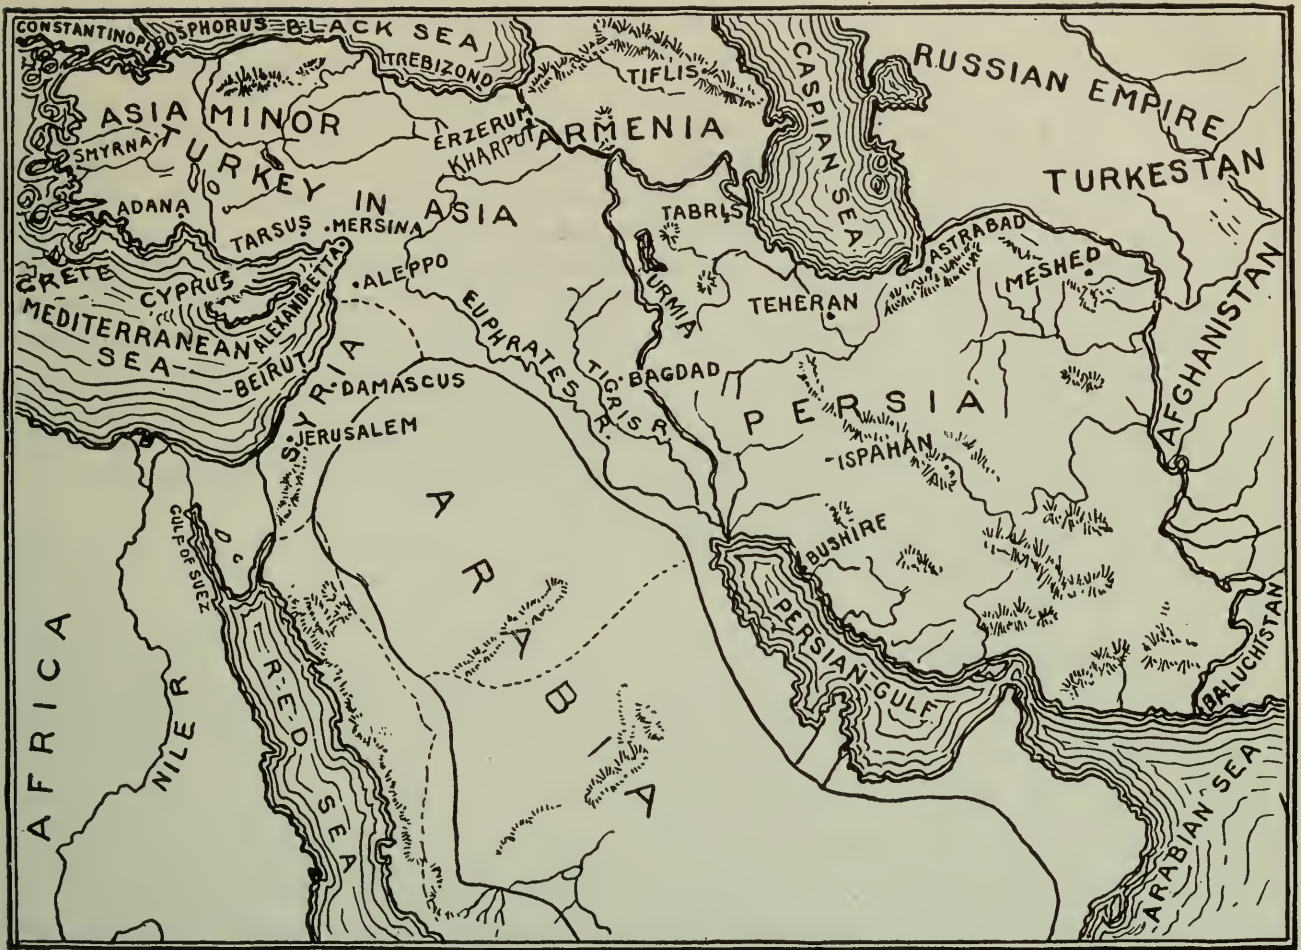 CONSTANTINOPL
BOSPHORUS
BLACK SEA
TREBIZOND
TIFLIS
CASPIAN SEA
RUSSIAN EMPIRE
TURKESTAN
ASIA MINOR
ERZERUM
KHARPUT
ARMENIA
SMYRNA
TURKEY IN ASIA
ADANA
TARSUS
MERSINA
TABRIS
ASTRABAD
MESHED
CRETE
CYPRUS
ALEXANDRETTA
ALEPPO
URMIA
TEHERAN
AFGHANISTAN
MEDITERRANEAN
SEA
EUPHRATES R.
TIGRIS R.
BAGDAD
BEIRUT
SYRIA
DAMASCUS
JERUSALEM
PERSIA
ISPAHAN
GULF OF SUEZ
ARABIA
BUSHIRE
PERSIAN GULF
BALUCHISTAN
AFRICA
NILE R
RED SEA
ARABIAN SEA